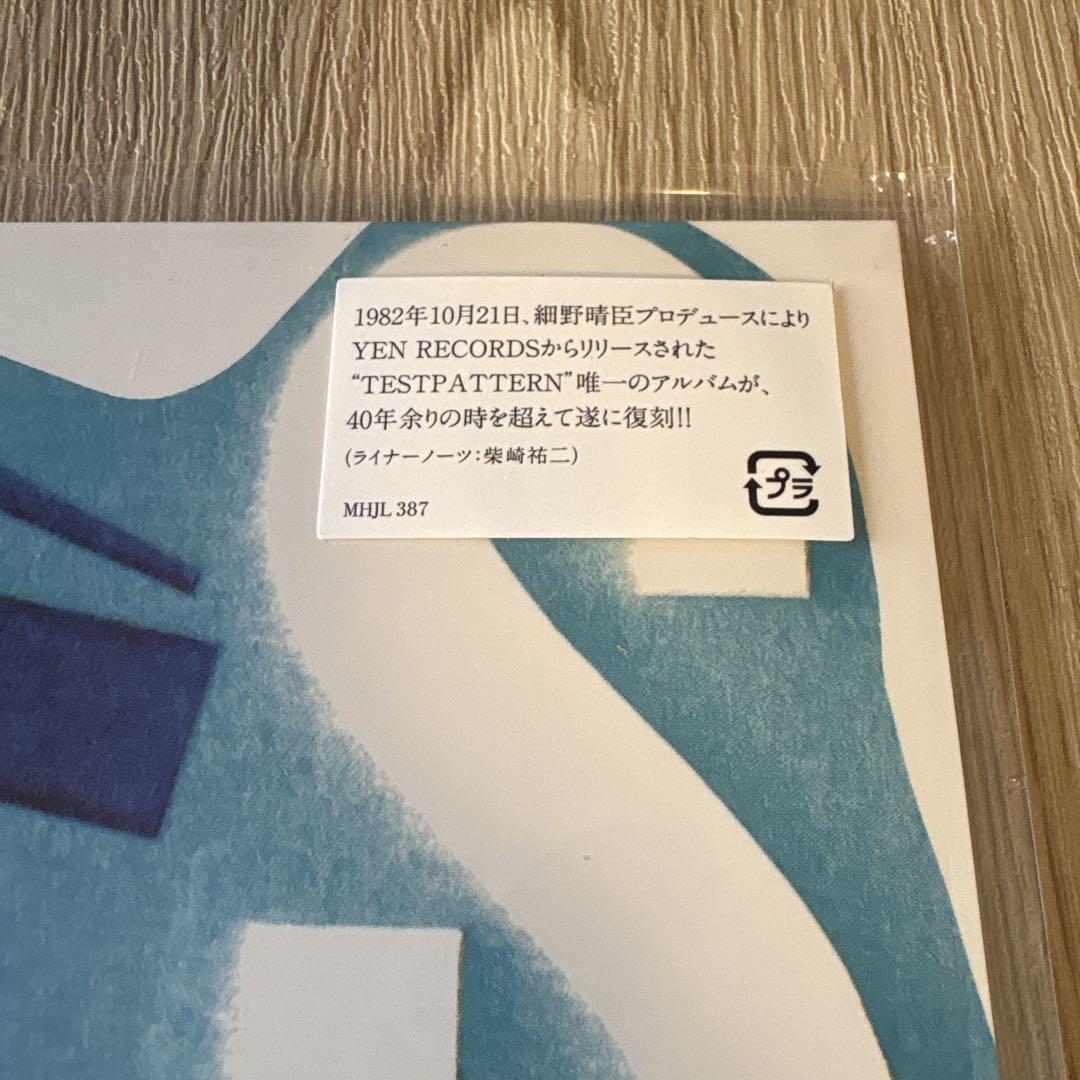 1982年10月21日、細野晴臣プロデュースにより
YEN RECORDSからリリースされた
“TESTPATTERN”唯一のアルバムが、
40年余りの時を超えて遂に復刻!!
(ライナーノーツ:柴崎祐二)
プラ
MHJL 387